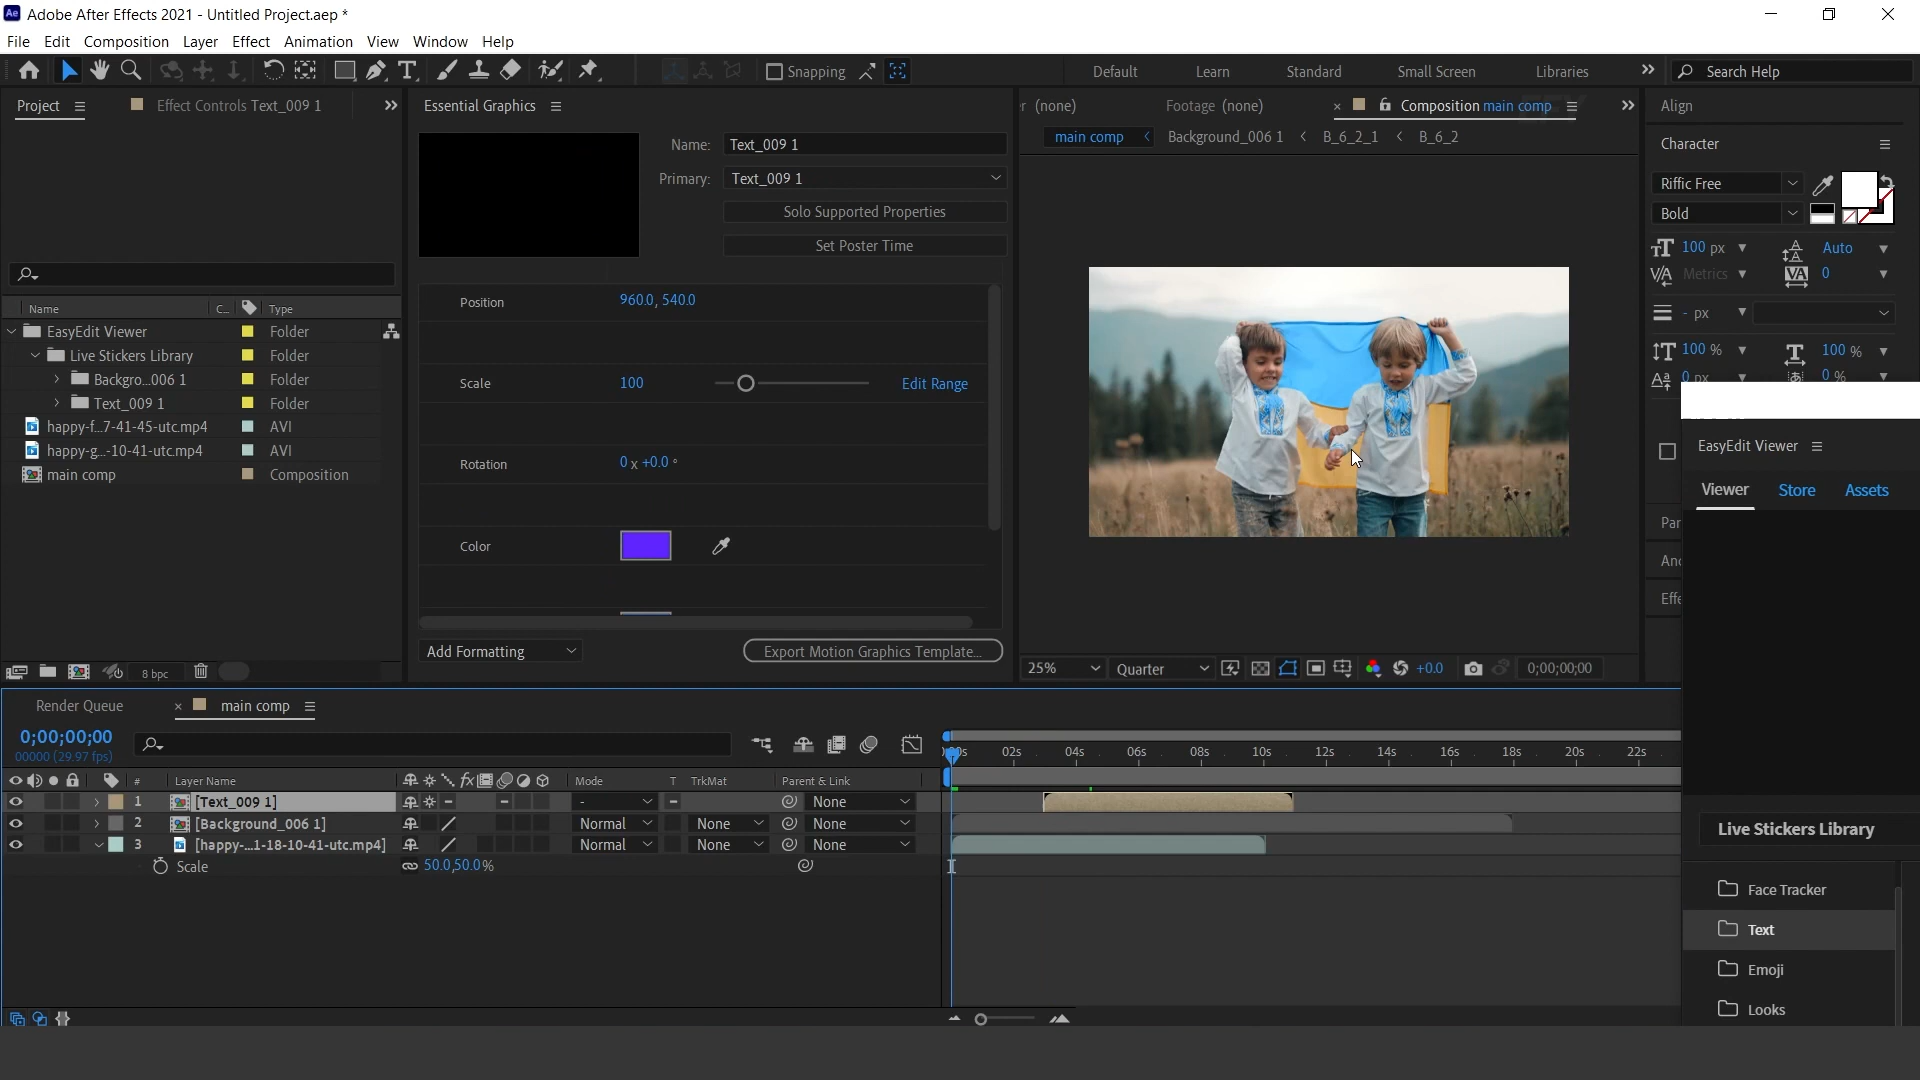 Adobe After Effects 2021 - Untitled Project.aep *
File Edit Composition Layer Effect Animation View Window Help
Snapping Default Learn Standard Small Screen Libraries Search Help
Project Effect Controls Text_009 1 Essential Graphics (none) Footage (none) Composition main comp Align
main comp Background_006 1 B_6_2_1 B_6_2
Name: Text_009 1
Primary: Text_009 1
Solo Supported Properties
Set Poster Time
Character
Riffic Free
Bold
100 px Auto
Metrics 0
- px
100 % 100 %
0 px 0 %
Name C... Type
EasyEdit Viewer Folder
Live Stickers Library Folder
Backgro...006 1 Folder
Text_009 1 Folder
happy-f...7-41-45-utc.mp4 AVI
happy-g...-10-41-utc.mp4 AVI
main comp Composition
Position 960.0, 540.0
Scale 100 Edit Range
Rotation 0 x +0.0 °
Color
Add Formatting Export Motion Graphics Template...
8 bpc
25% Quarter +0.0 0;00;00;00
EasyEdit Viewer
Viewer Store Assets
Par
Effe
Render Queue main comp
0;00;00;00
00000 (29.97 fps)
02s 04s 06s 08s 10s 12s 14s 16s 18s 20s 22s
# Layer Name Mode T TrkMat Parent & Link
1 [Text_009 1] - None
2 [Background_006 1] Normal None None
3 [happy-...1-18-10-41-utc.mp4] Normal None None
Scale 50.0,50.0%
Live Stickers Library
Face Tracker
Text
Emoji
Looks